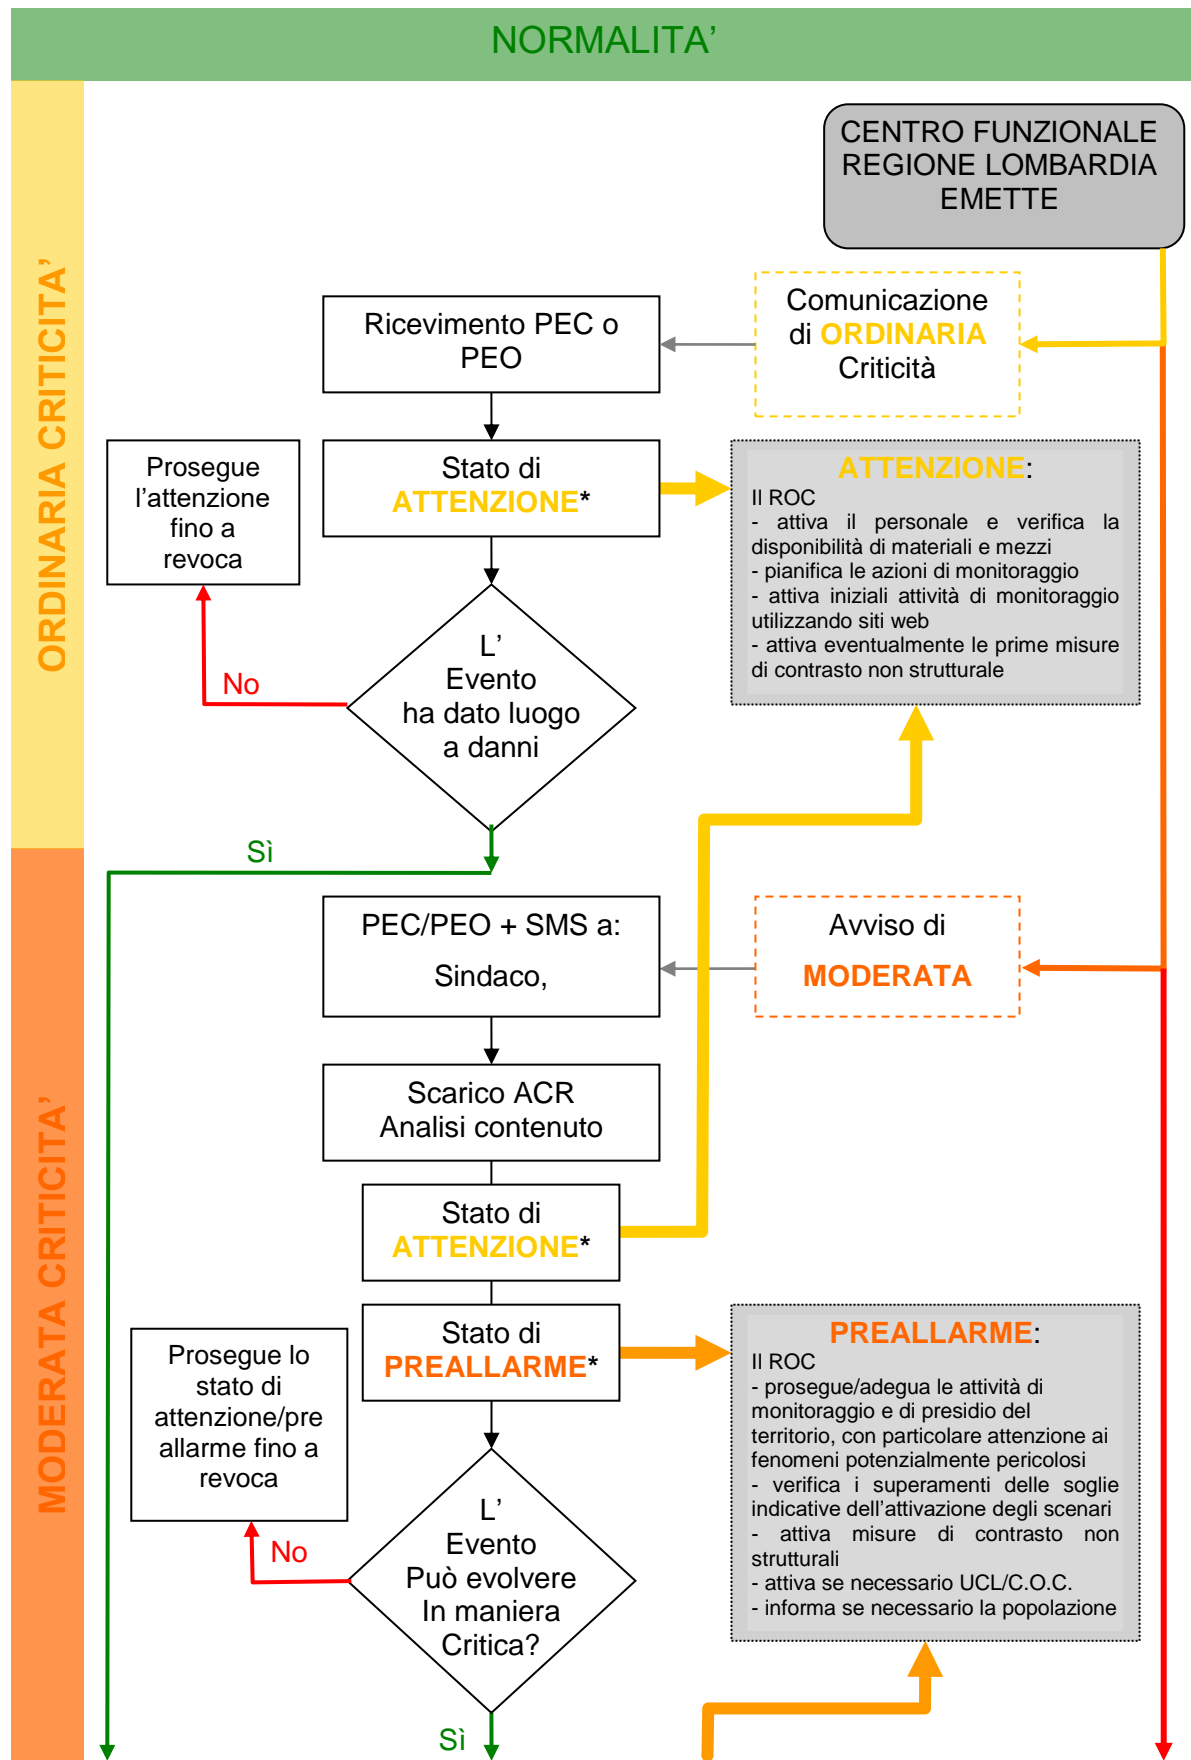 NORMALITA’
ORDINARIA CRITICITA’
CENTRO FUNZIONALE
REGIONE LOMBARDIA
EMETTE
Comunicazione
di ORDINARIA
Criticità
Ricevimento PEC o
PEO
Stato di
ATTENZIONE*
Prosegue
l’attenzione
fino a
revoca
ATTENZIONE:
Il ROC
- attiva il personale e verifica la
disponibilità di materiali e mezzi
- pianifica le azioni di monitoraggio
- attiva iniziali attività di monitoraggio
utilizzando siti web
- attiva eventualmente le prime misure
di contrasto non strutturale
L’
Evento
ha dato luogo
a danni
No
Sì
MODERATA CRITICITA’
PEC/PEO + SMS a:
Sindaco,
Avviso di
MODERATA
Scarico ACR
Analisi contenuto
Stato di
ATTENZIONE*
Stato di
PREALLARME*
Prosegue lo
stato di
attenzione/pre
allarme fino a
revoca
PREALLARME:
Il ROC
- prosegue/adegua le attività di
monitoraggio e di presidio del
territorio, con particolare attenzione ai
fenomeni potenzialmente pericolosi
- verifica i superamenti delle soglie
indicative dell’attivazione degli scenari
- attiva misure di contrasto non
strutturali
- attiva se necessario UCL/C.O.C.
- informa se necessario la popolazione
L’
Evento
Può evolvere
In maniera
Critica?
No
Sì